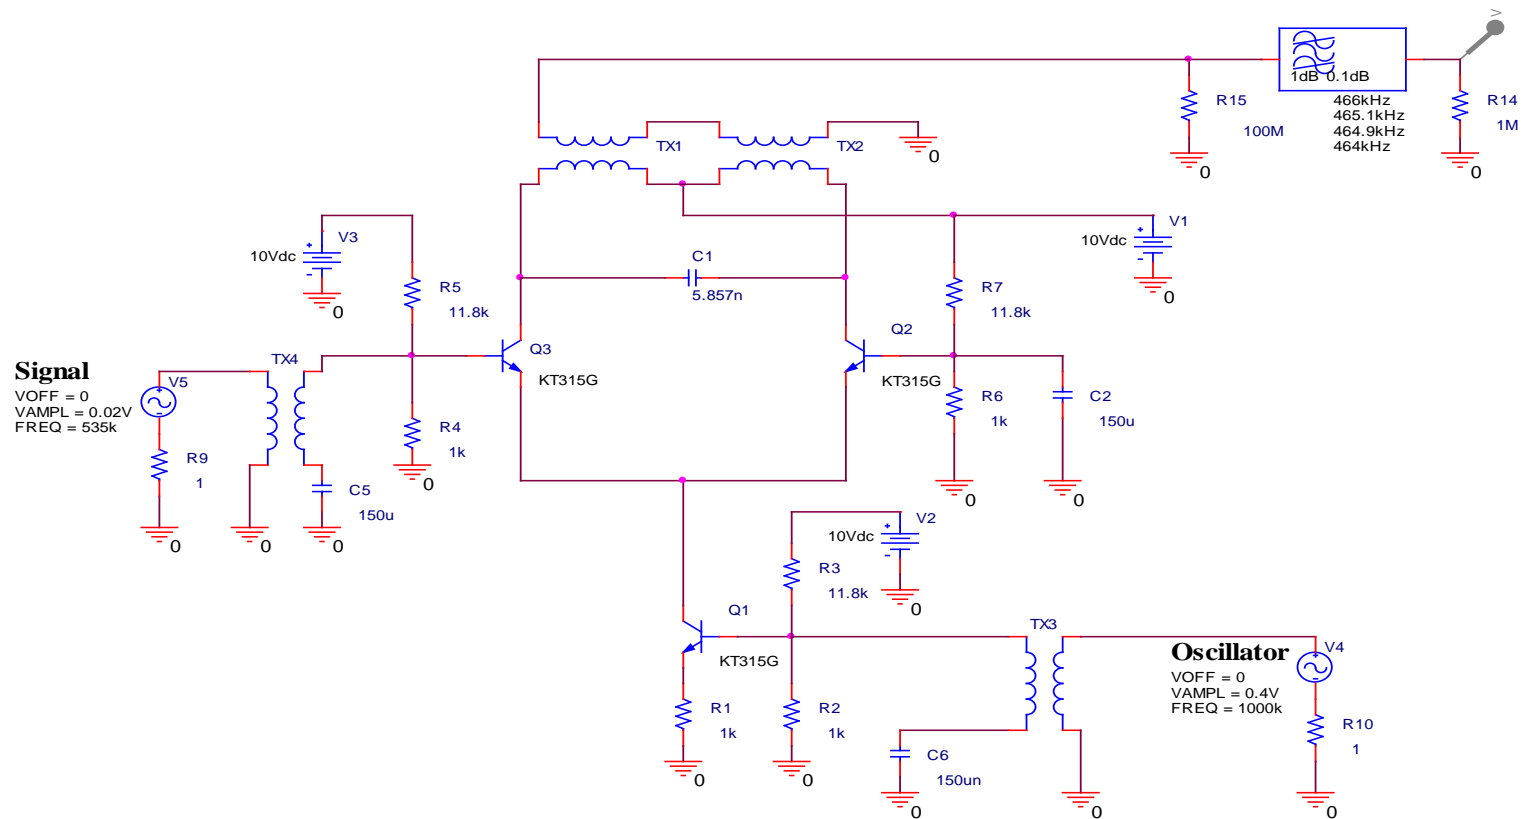 V
1dB 0.1dB
466kHz
465.1kHz
464.9kHz
464kHz
R15
100M
0
R14
1M
0
TX1
TX2
0
V3
10Vdc
0
R5
11.8k
C1
5.857n
V1
10Vdc
0
R7
11.8k
Q3
KT315G
Q2
KT315G
Signal
VOFF = 0
VAMPL = 0.02V
FREQ = 535k
V5
TX4
R9
1
0
0
C5
150u
0
R4
1k
0
R6
1k
0
C2
150u
0
V2
10Vdc
0
R3
11.8k
Q1
KT315G
R1
1k
0
R2
1k
0
TX3
C6
150un
0
0
Oscillator
VOFF = 0
VAMPL = 0.4V
FREQ = 1000k
V4
R10
1
0